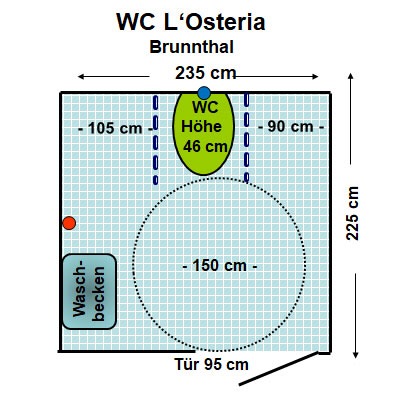 WC L‘Osteria
Brunnthal
235 cm
WC
Höhe
46 cm
- 105 cm -
- 90 cm -
225 cm
- 150 cm -
Wasch-
becken
Tür 95 cm